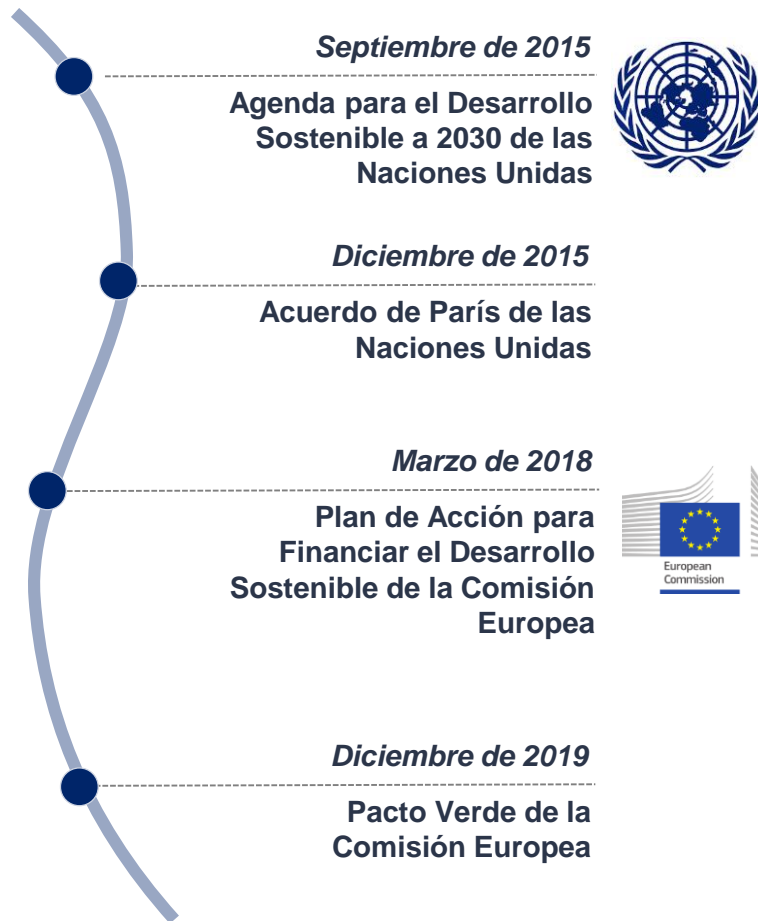 Septiembre de 2015
Agenda para el Desarrollo
Sostenible a 2030 de las
Naciones Unidas
Diciembre de 2015
Acuerdo de París de las
Naciones Unidas
Marzo de 2018
Plan de Acción para
Financiar el Desarrollo
Sostenible de la Comisión
Europea
European
Commission
Diciembre de 2019
Pacto Verde de la
Comisión Europea